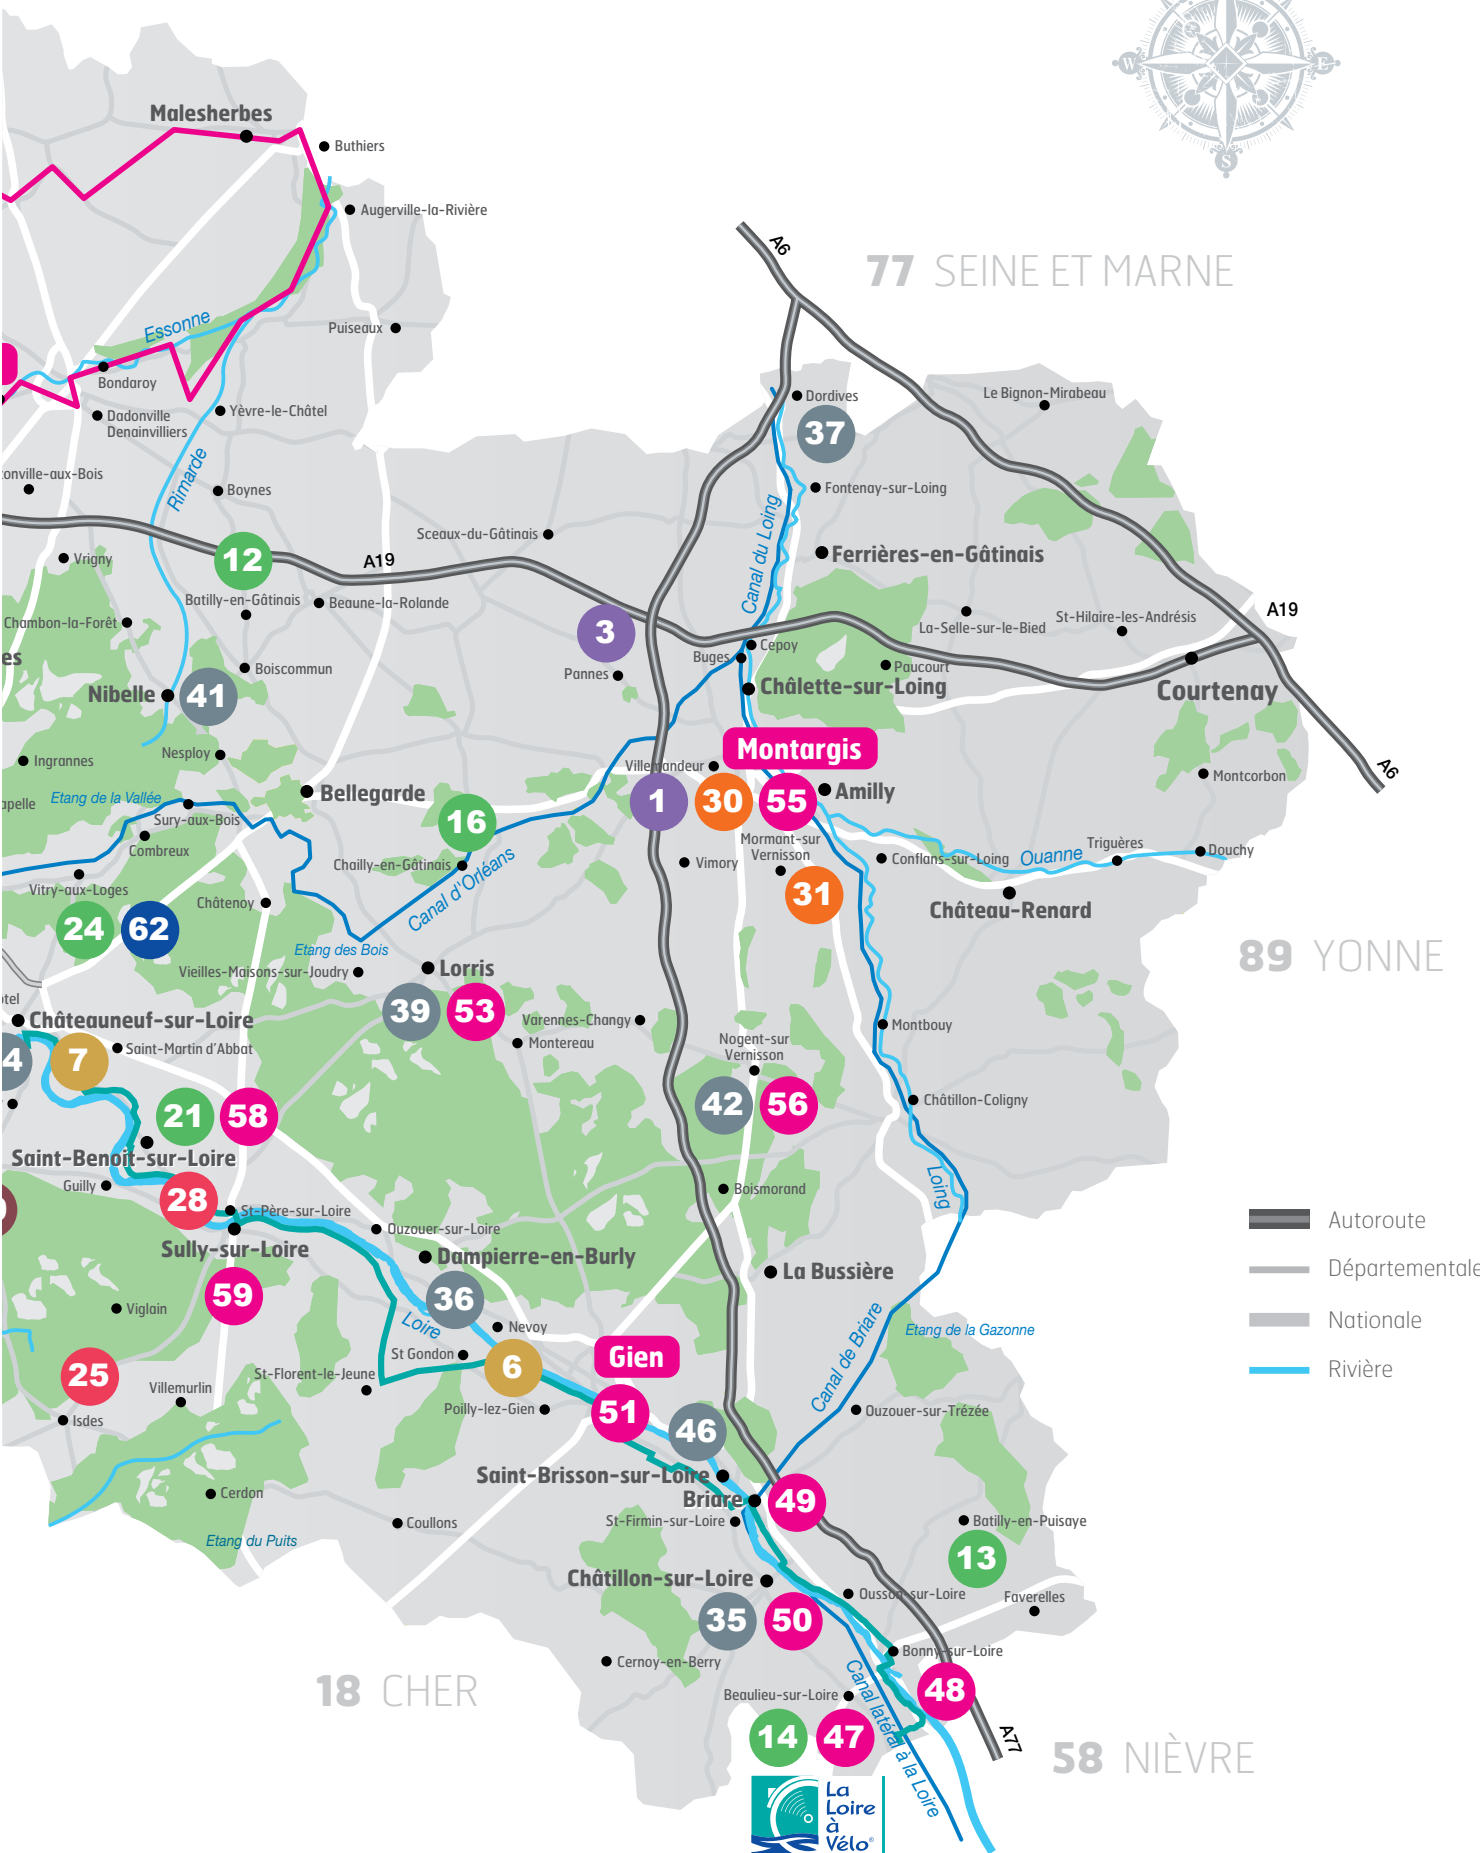 W
E
S
Malesherbes
Buthiers
Augerville-la-Rivière
A6
77 SEINE ET MARNE
Essonne
Puiseaux
Bondaroy
Dordives
Le Bignon-Mirabeau
Dadonville
Denainvilliers
Yèvre-le-Châtel
37
onville-aux-Bois
Rimarde
Boynes
Fontenay-sur-Loing
Canal du Loing
Sceaux-du-Gâtinais
Vrigny
12
A19
Ferrières-en-Gâtinais
Batilly-en-Gâtinais
Beaune-la-Rolande
A19
Chambon-la-Forêt
3
La-Selle-sur-le-Bied
St-Hilaire-les-Andrésis
es
Boiscommun
Pannes
Buges
Cepoy
Paucourt
Nibelle
41
Châlette-sur-Loing
Courtenay
Ingrannes
Nesploy
Villemandeur
Montargis
A6
Montcorbon
apelle
Etang de la Vallée
Bellegarde
1
30
55
Amilly
Sury-aux-Bois
16
Combreux
Mormant-sur
Vernisson
Triguères
Douchy
Ouanne
Chailly-en-Gâtinais
Canal d'Orléans
Vimory
Conflans-sur-Loing
Vitry-aux-Loges
Châtenoy
31
Château-Renard
24
62
Etang des Bois
89 YONNE
Vieilles-Maisons-sur-Joudry
Lorris
tel
39
53
Châteauneuf-sur-Loire
Varennes-Changy
Montbouy
4
7
Saint-Martin d'Abbat
Montereau
Nogent-sur
Vernisson
21
58
42
56
Châtillon-Coligny
Saint-Benoit-sur-Loire
Guilly
28
Boismorand
Loing
St-Père-sur-Loire
Ouzouer-sur-Loire
Autoroute
Sully-sur-Loire
Dampierre-en-Burly
La Bussière
Départementale
59
36
Viglain
Loire
Nevoy
Canal de Briare
Etang de la Gazonne
Nationale
St Gondon
6
Gien
Rivière
25
Villemurlin
St-Florent-le-Jeune
Isdes
Poilly-lez-Gien
51
46
Ouzouer-sur-Trézée
Saint-Brisson-sur-Loire
Cerdon
Briare
49
Coullons
St-Firmin-sur-Loire
Batilly-en-Puisaye
Etang du Puits
13
Châtillon-sur-Loire
Ousson-sur-Loire
Faverelles
35
50
Cernoy-en-Berry
Bonny-sur-Loire
18 CHER
Beaulieu-sur-Loire
48
Canal latéral à la Loire
14
47
A77
58 NIÈVRE
La
Loire
à
Vélo®